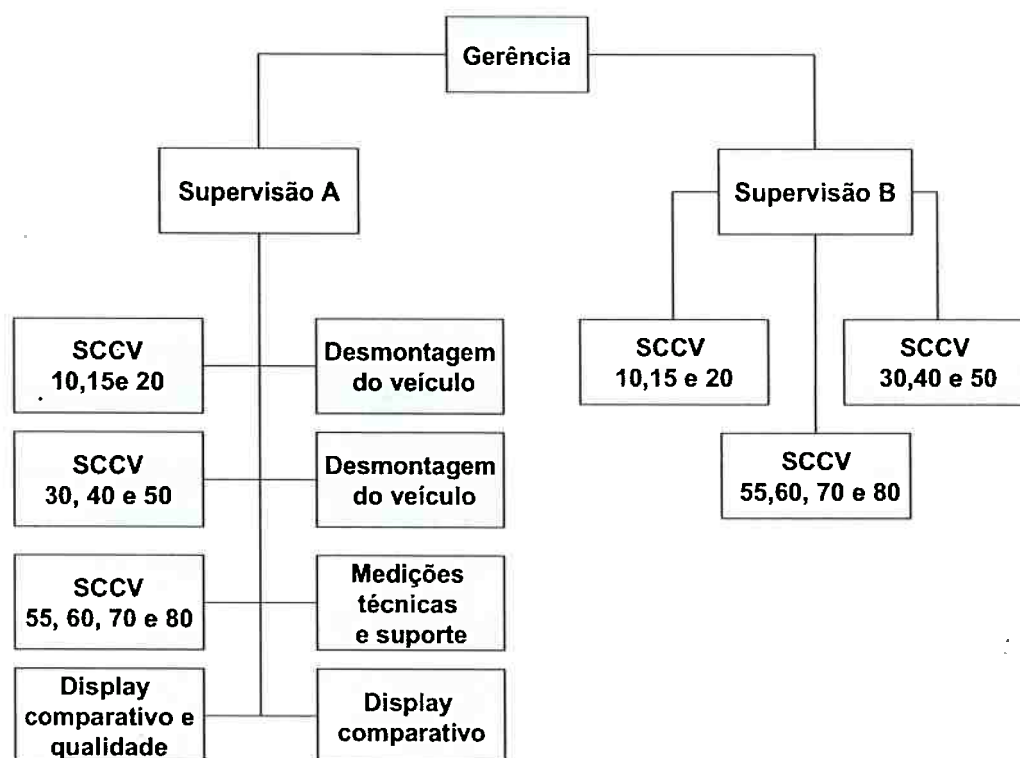 Gerência
Supervisão A
Supervisão B
SCCV
10,15e 20
Desmontagem
do veículo
SCCV
30, 40 e 50
Desmontagem
do veículo
SCCV
55, 60, 70 e 80
Medições
técnicas
e suporte
Display
comparativo e
qualidade
Display
comparativo
SCCV
10,15 e 20
SCCV
30,40 e 50
SCCV
55,60, 70 e 80